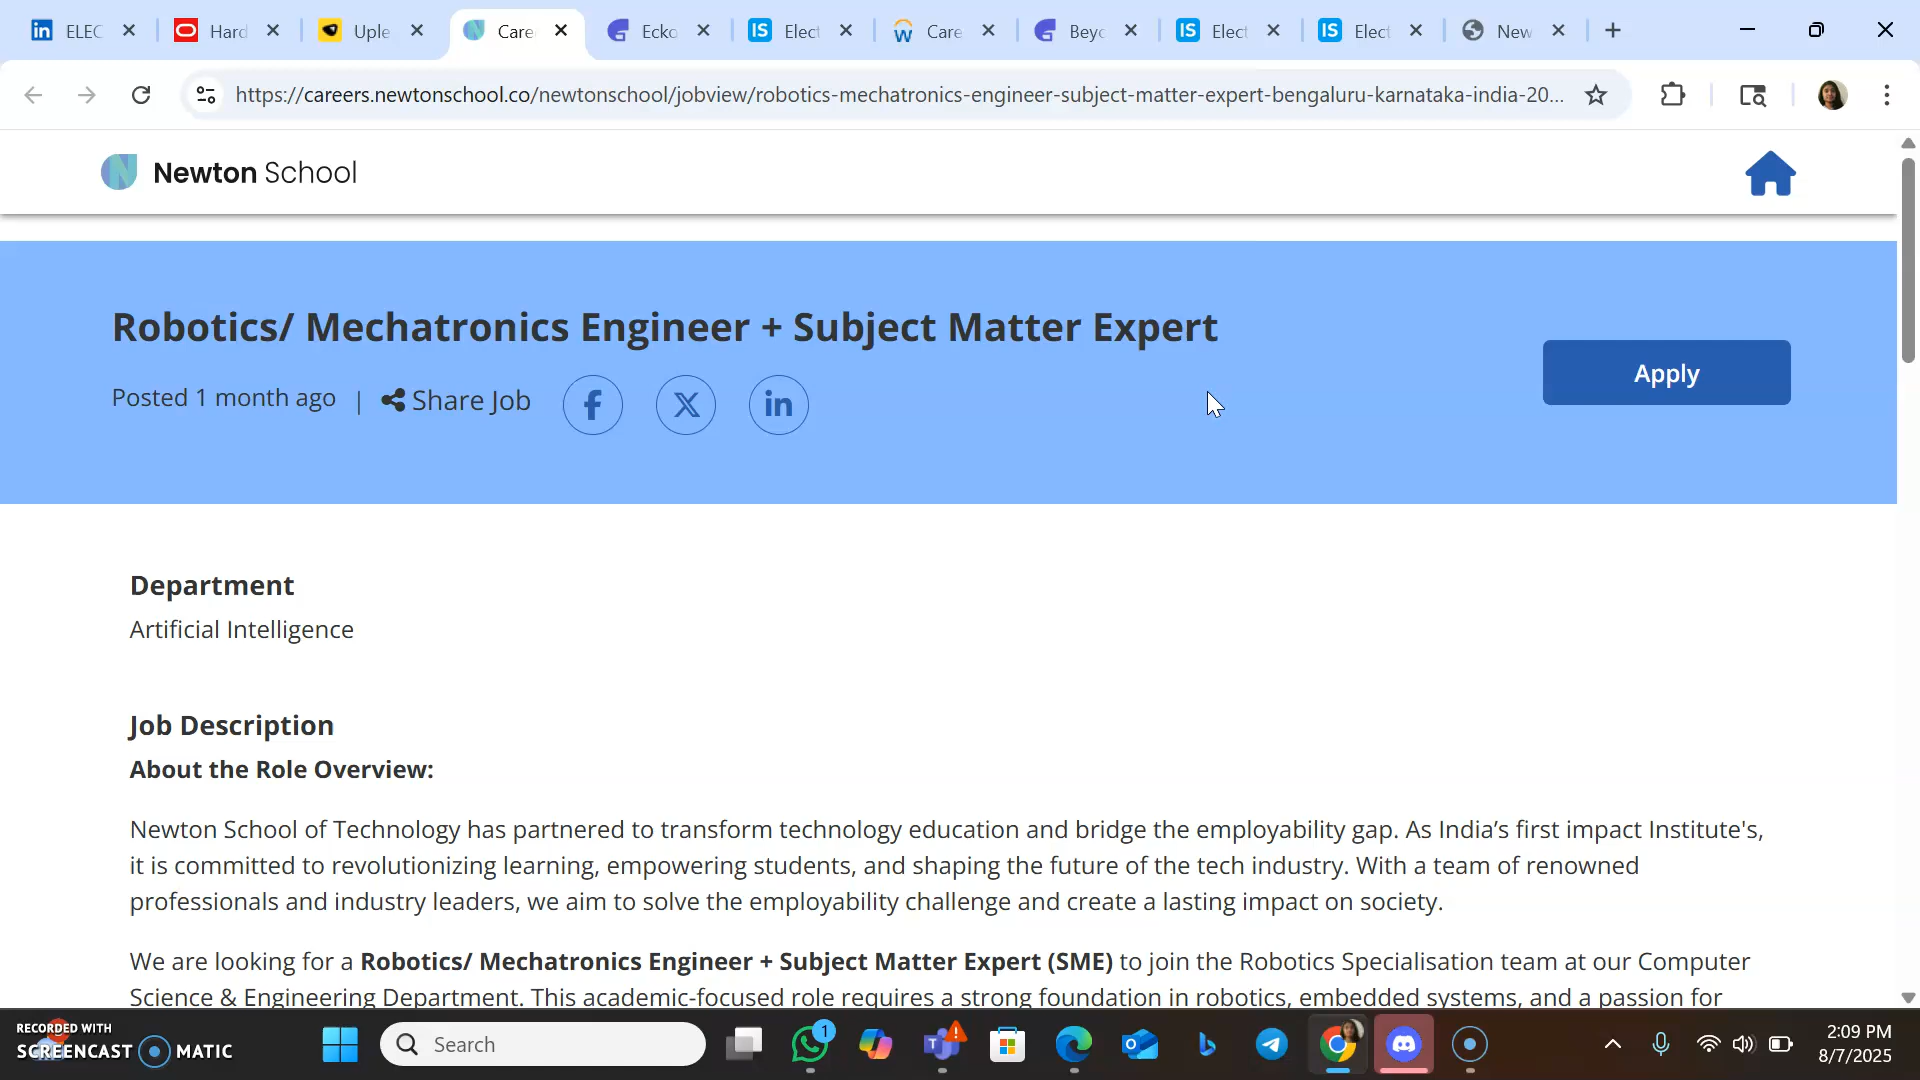 ELEC
Hard
Uple
Care
Ecko
Elect
Care
Beyo
Elect
Elect
New
https://careers.newtonschool.co/newtonschool/jobview/robotics-mechatronics-engineer-subject-matter-expert-bengaluru-karnataka-india-20...
Newton School
Robotics/ Mechatronics Engineer + Subject Matter Expert
Posted 1 month ago | Share Job
Apply
Department
Artificial Intelligence
Job Description
About the Role Overview:
Newton School of Technology has partnered to transform technology education and bridge the employability gap. As India’s first impact Institute's,
it is committed to revolutionizing learning, empowering students, and shaping the future of the tech industry. With a team of renowned
professionals and industry leaders, we aim to solve the employability challenge and create a lasting impact on society.
We are looking for a Robotics/ Mechatronics Engineer + Subject Matter Expert (SME) to join the Robotics Specialisation team at our Computer
Science & Engineering Department. This academic-focused role requires a strong foundation in robotics, embedded systems, and a passion for
RECORDED WITH
SCREENCAST MATIC
Search
1
2:09 PM
8/7/2025